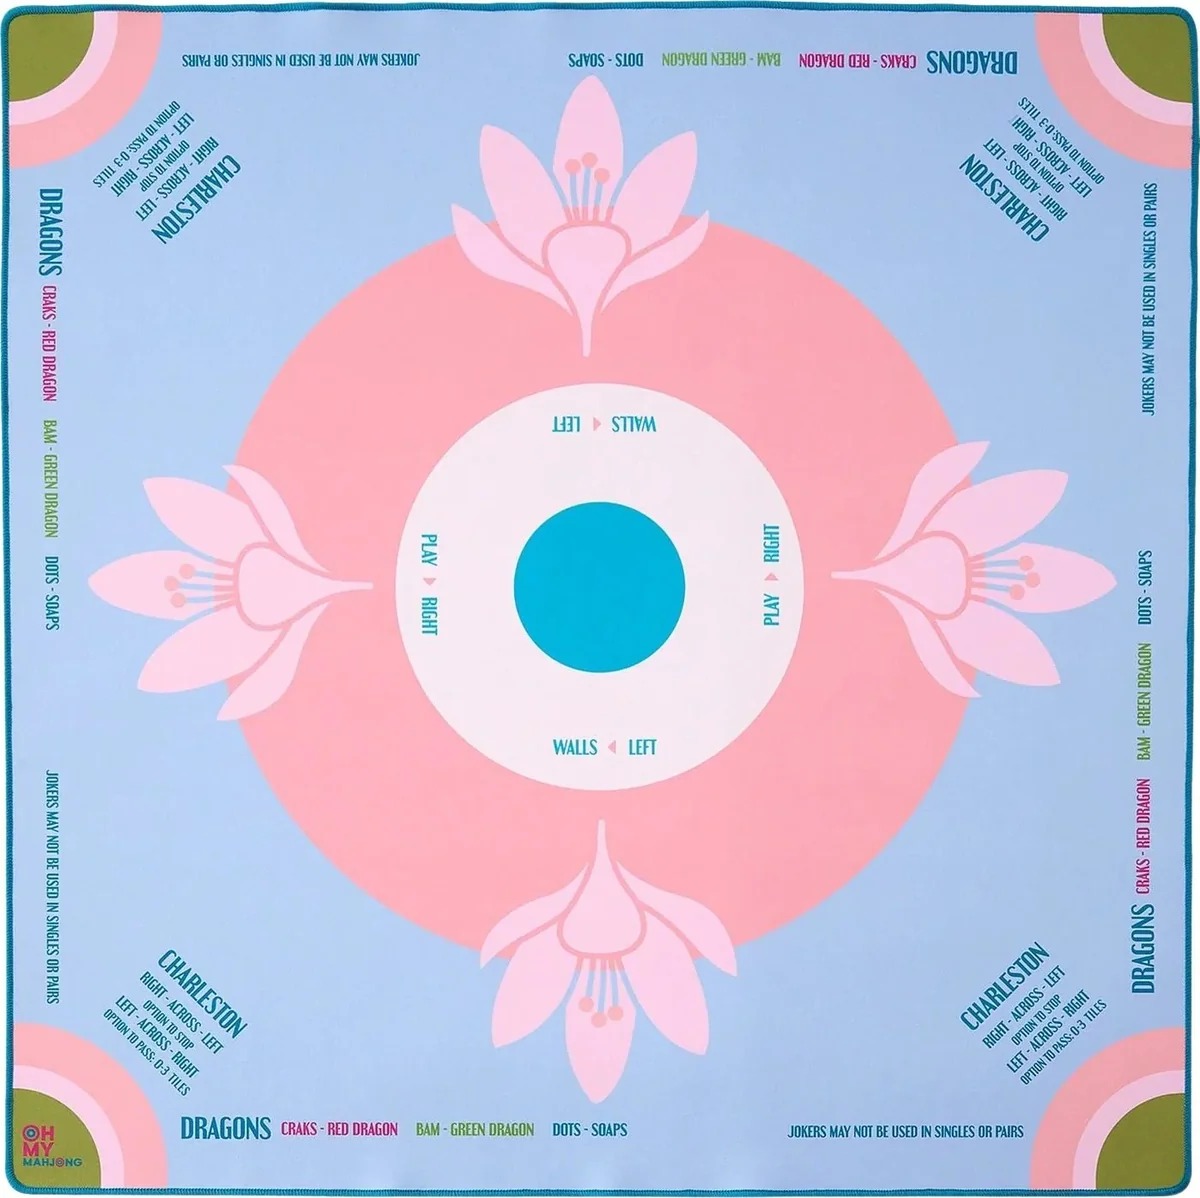 JOKERS MAY NOT BE USED IN SINGLES OR PAIRS
DRAGONS CRAKS - RED DRAGON BAM - GREEN DRAGON DOTS - SOAPS
CHARLESTON
RIGHT - ACROSS - LEFT
OPTION TO STOP
LEFT - ACROSS - RIGHT
OPTION TO PASS: 0-3 TILES
CHARLESTON
RIGHT - ACROSS - LEFT
OPTION TO STOP
LEFT - ACROSS - RIGH
OPTION TO PASS: 0-3 TILES
DRAGONS CRAKS - RED DRAGON BAM - GREEN DRAGON DOTS - SOAPS
JOKERS MAY NOT BE USED IN SINGLES OR PAIRS
WALLS LEFT
PLAY RIGHT
PLAY RIGHT
WALLS LEFT
JOKERS MAY NOT BE USED IN SINGLES OR PAIRS
DRAGONS CRAKS - RED DRAGON BAM - GREEN DRAGON DOTS - SOAPS
CHARLESTON
RIGHT - ACROSS - LEFT
OPTION TO STOP
LEFT - ACROSS - RIGHT
OPTION TO PASS: 0-3 TILES
CHARLESTON
RIGHT - ACROSS - LEFT
OPTION TO STOP
LEFT - ACROSS - RIGHT
OPTION TO PASS: 0-3 TILES
DRAGONS CRAKS - RED DRAGON BAM - GREEN DRAGON DOTS - SOAPS
JOKERS MAY NOT BE USED IN SINGLES OR PAIRS
OH
MY
MAHJONG